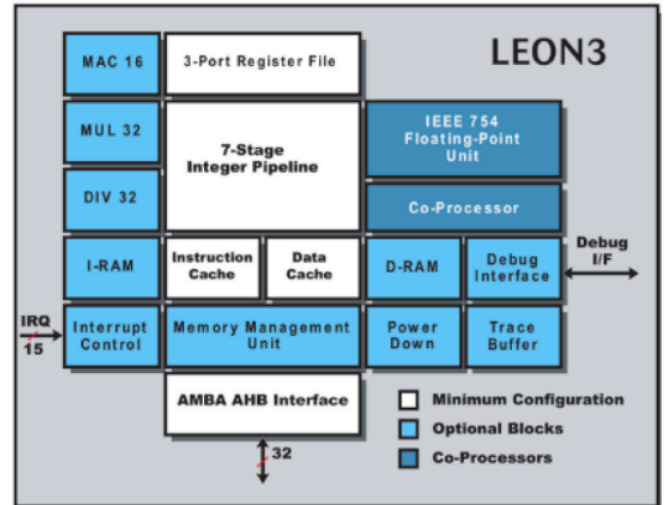 LEON3
MAC 16
3-Port Register File
MUL 32
7-Stage
Integer Pipeline
IEEE 754
Floating-Point
Unit
DIV 32
Co-Processor
I-RAM
Instruction
Cache
Data
Cache
D-RAM
Debug
Interface
Debug
I/F
IRQ
15
Interrupt
Control
Memory Management
Unit
Power
Down
Trace
Buffer
AMBA AHB Interface
32
Minimum Configuration
Optional Blocks
Co-Processors